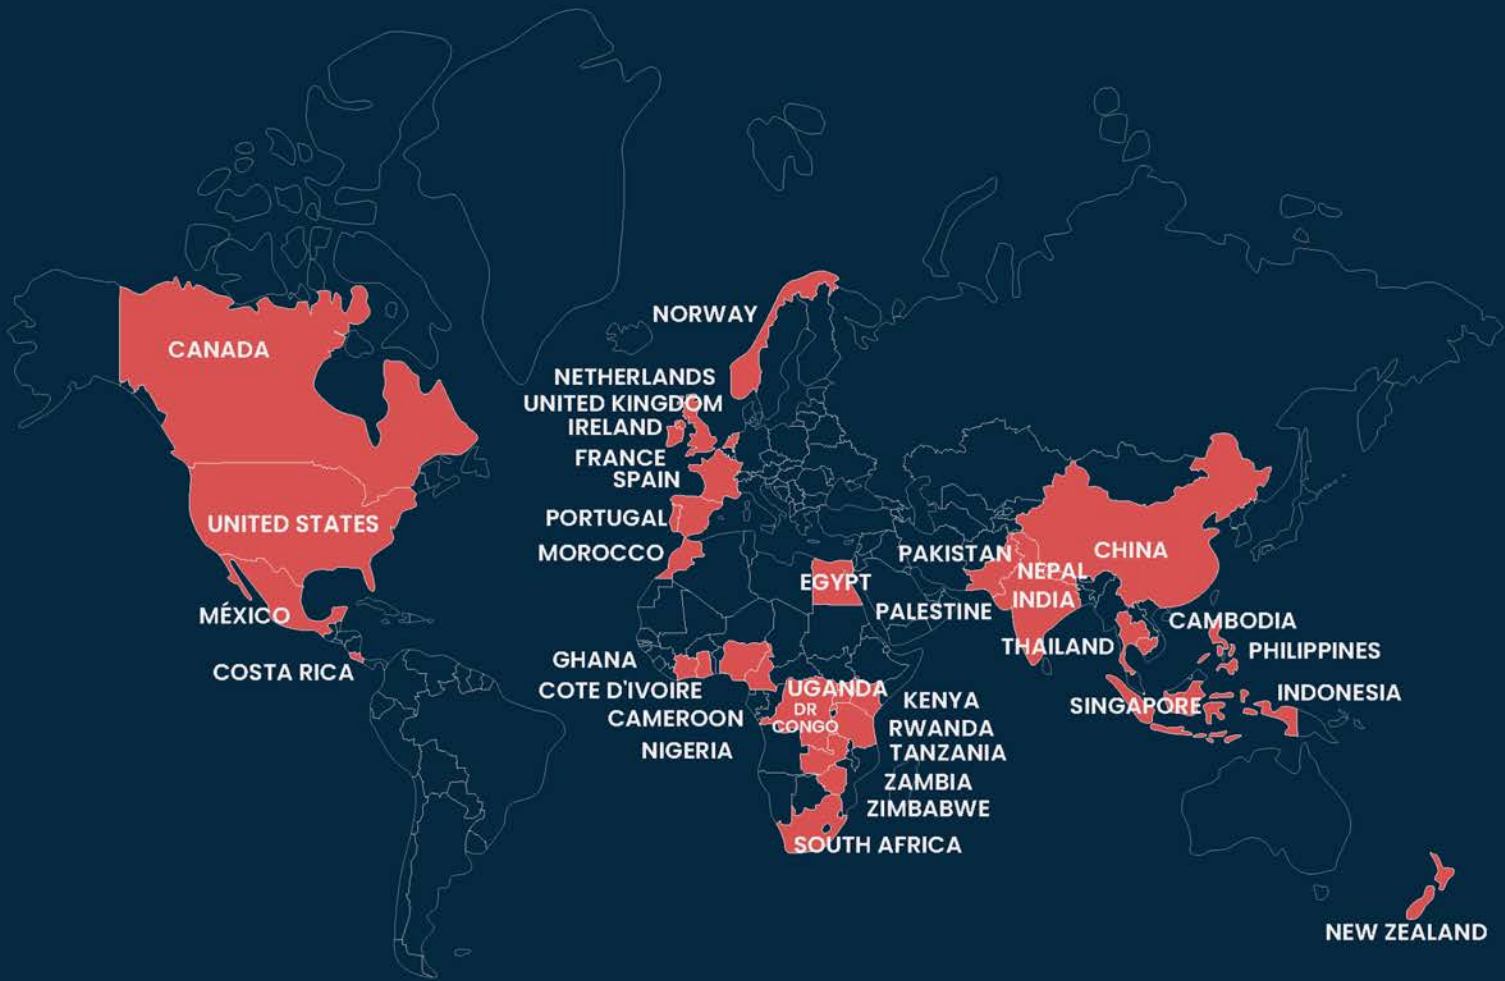 NORWAY
CANADA
NETHERLANDS
UNITED KINGDOM
IRELAND
FRANCE
SPAIN
PORTUGAL
UNITED STATES
MOROCCO
PAKISTAN
CHINA
NEPAL
EGYPT
INDIA
PALESTINE
MÉXICO
CAMBODIA
THAILAND
PHILIPPINES
GHANA
COSTA RICA
COTE D'IVOIRE
UGANDA
INDONESIA
KENYA
SINGAPORE
DR
CONGO
CAMEROON
RWANDA
NIGERIA
TANZANIA
ZAMBIA
ZIMBABWE
SOUTH AFRICA
NEW ZEALAND